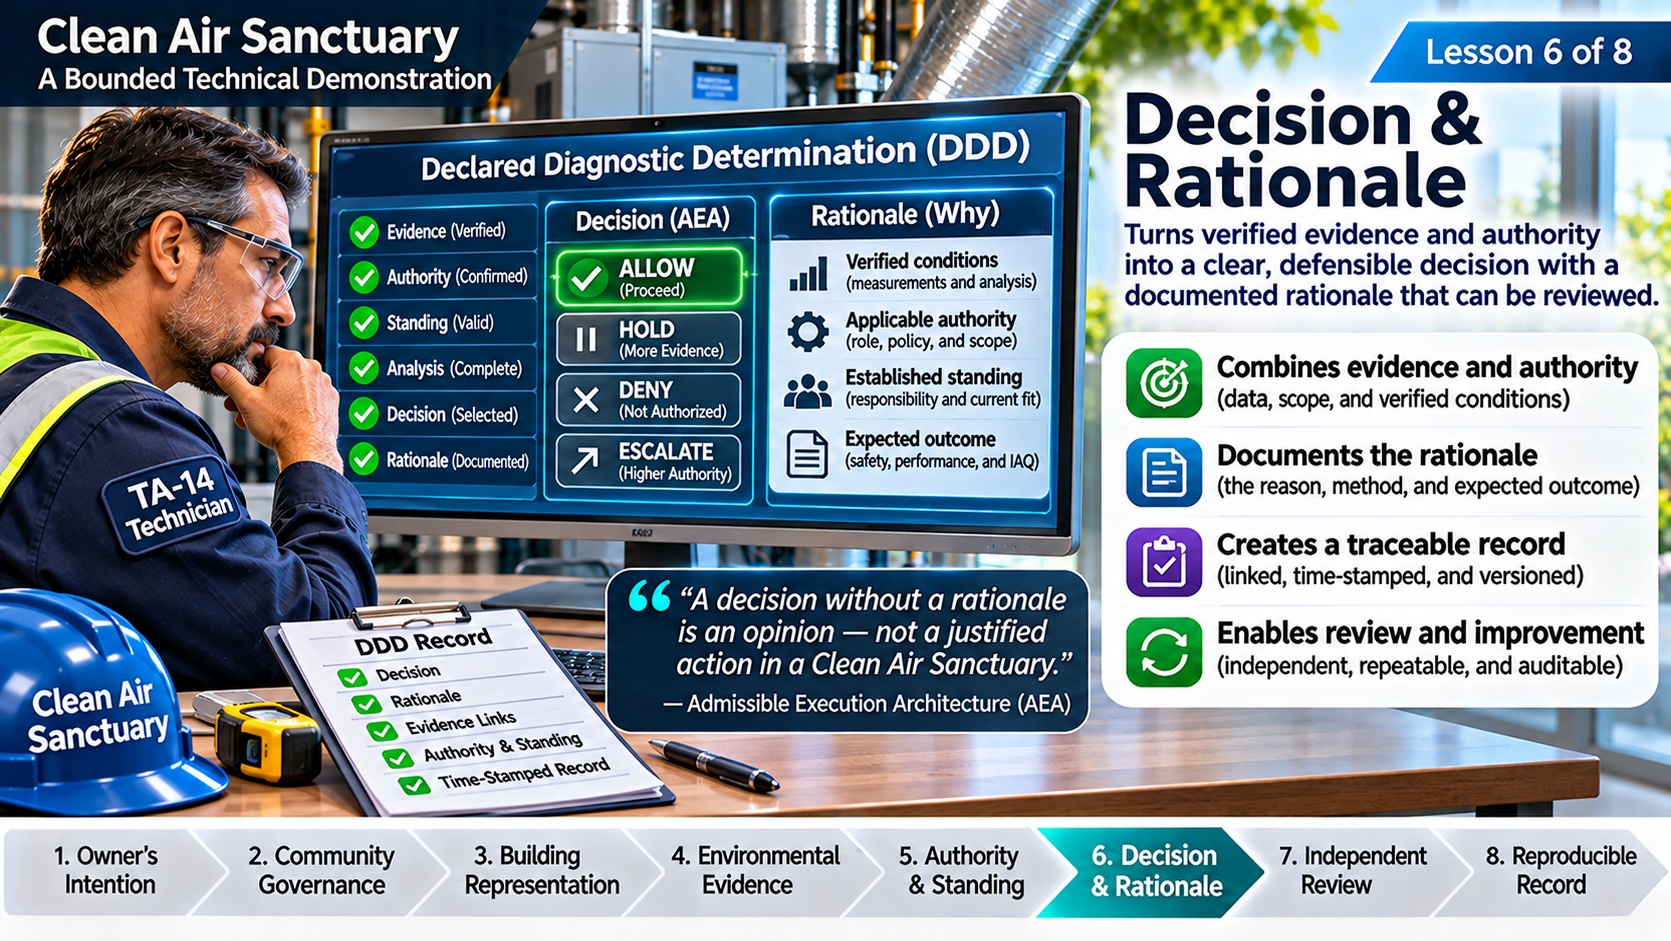 Clean Air Sanctuary
A Bounded Technical Demonstration
Lesson 6 of 8
Decision &
Rationale
Turns verified evidence and authority
into a clear, defensible decision with a
documented rationale that can be reviewed.
Combines evidence and authority
(data, scope, and verified conditions)
Documents the rationale
(the reason, method, and expected outcome)
Creates a traceable record
(linked, time-stamped, and versioned)
Enables review and improvement
(independent, repeatable, and auditable)
Declared Diagnostic Determination (DDD)
Evidence (Verified)
Authority (Confirmed)
Standing (Valid)
Analysis (Complete)
Decision (Selected)
Rationale (Documented)
Decision (AEA)
ALLOW
(Proceed)
HOLD
(More Evidence)
DENY
(Not Authorized)
ESCALATE
(Higher Authority)
Rationale (Why)
Verified conditions
(measurements and analysis)
Applicable authority
(role, policy, and scope)
Established standing
(responsibility and current fit)
Expected outcome
(safety, performance, and IAQ)
TA-14
Technician
Clean Air
Sanctuary
DDD Record
Decision
Rationale
Evidence Links
Authority & Standing
Time-Stamped Record
“A decision without a rationale
is an opinion — not a justified
action in a Clean Air Sanctuary.”
— Admissible Execution Architecture (AEA)
1. Owner's
Intention
2. Community
Governance
3. Building
Representation
4. Environmental
Evidence
5. Authority
& Standing
6. Decision
& Rationale
7. Independent
Review
8. Reproducible
Record